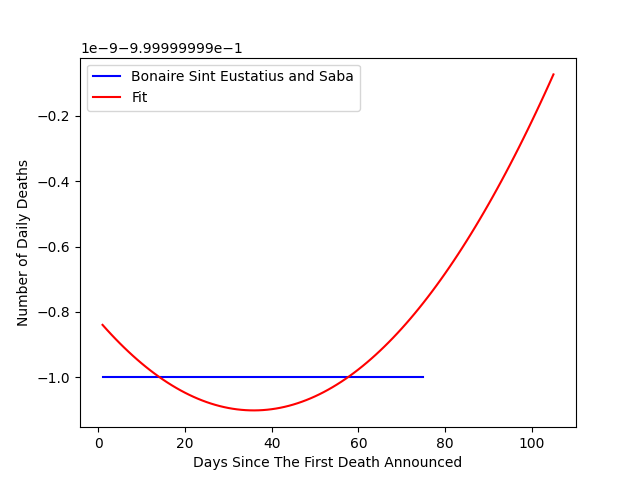 1e−9−9.99999999e−1
Bonaire Sint Eustatius and Saba
Fit
−0.2
−0.4
−0.6
−0.8
−1.0
Number of Daily Deaths
0 20 40 60 80 100
Days Since The First Death Announced